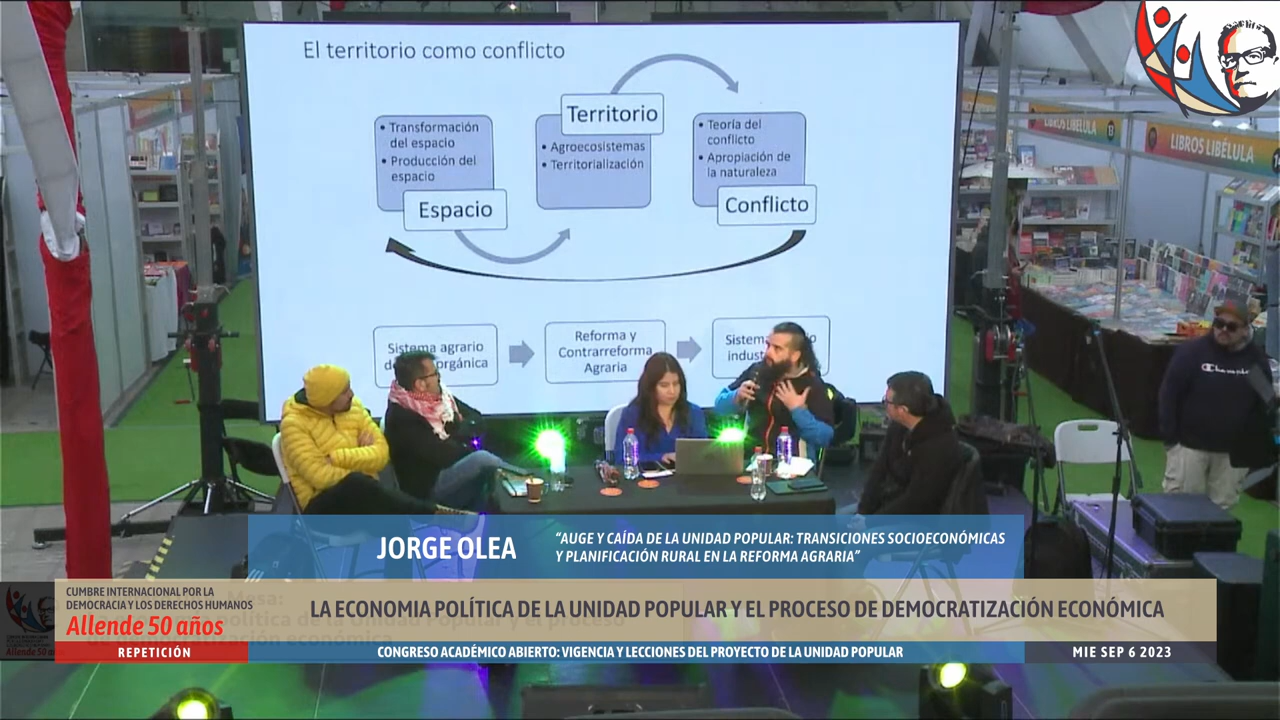 El territorio como conflicto
Territorio
• Transformación
del espacio
• Producción del
espacio
• Agroecosistemas
• Territorialización
• Teoría del
conflicto
• Apropiación de
la naturaleza
Espacio
Conflicto
Sistema agrario
orgánica
Reforma y
Contrarreforma
Agraria
LIBROS LIBÉLULA
LIBROS LIBÉLULA
Champion
JORGE OLEA
“AUGE Y CAÍDA DE LA UNIDAD POPULAR: TRANSICIONES SOCIOECONÓMICAS
Y PLANIFICACIÓN RURAL EN LA REFORMA AGRARIA”
CUMBRE INTERNACIONAL POR LA
DEMOCRACIA Y LOS DERECHOS HUMANOS
Allende 50 años
LA ECONOMIA POLÍTICA DE LA UNIDAD POPULAR Y EL PROCESO DE DEMOCRATIZACIÓN ECONÓMICA
REPETICIÓN
CONGRESO ACADÉMICO ABIERTO: VIGENCIA Y LECCIONES DEL PROYECTO DE LA UNIDAD POPULAR
MIE SEP 6 2023